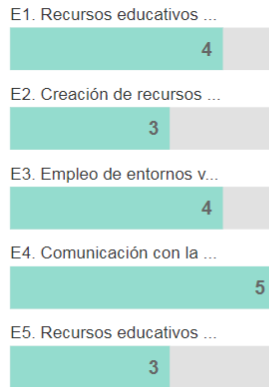 E1. Recursos educativos ...
4
E2. Creación de recursos ...
3
E3. Empleo de entornos v...
4
E4. Comunicación con la ...
5
E5. Recursos educativos ...
3